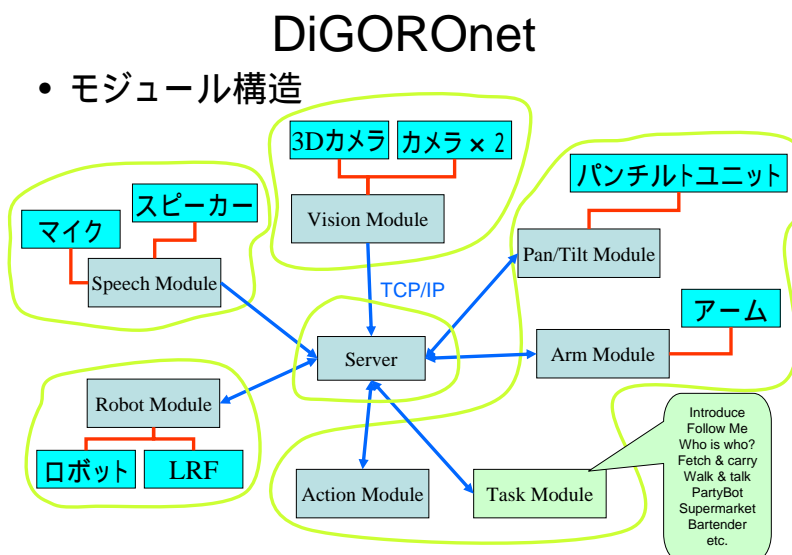 DiGOROnet
• モジュール構造
3Dカメラ
カメラ×2
パンチルトユニット
スピーカー
マイク
Vision Module
Pan/Tilt Module
Speech Module
TCP/IP
アーム
Server
Arm Module
Robot Module
ロボット
LRF
Action Module
Task Module
Introduce
Follow Me
Who is who?
Fetch & carry
Walk & talk
PartyBot
Supermarket
Bartender
etc.